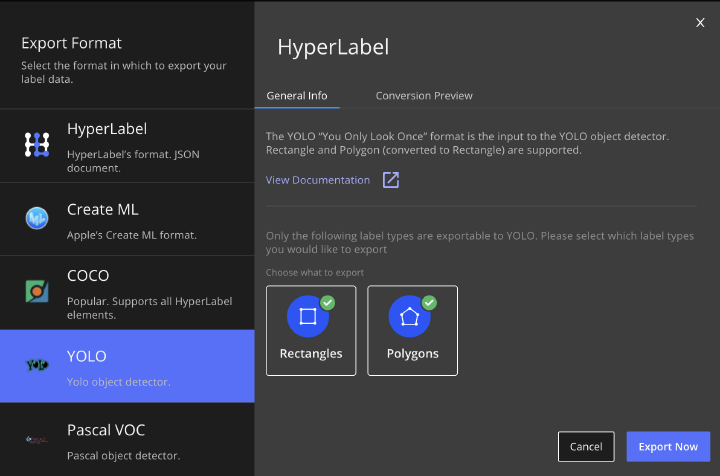 Export Format
Select the format in which to export your
label data.
HyperLabel
HyperLabel's format. JSON
document.
Create ML
Apple's Create ML format.
COCO
Popular. Supports all HyperLabel
elements.
YOLO
Yolo object detector.
Pascal VOC
Pascal object detector.
X
HyperLabel
General Info
Conversion Preview
The YOLO “You Only Look Once” format is the input to the YOLO object detector.
Rectangle and Polygon (converted to Rectangle) are supported.
View Documentation
Only the following label types are exportable to YOLO. Please select which label types
you would like to export
Choose what to export
Rectangles
Polygons
Cancel
Export Now